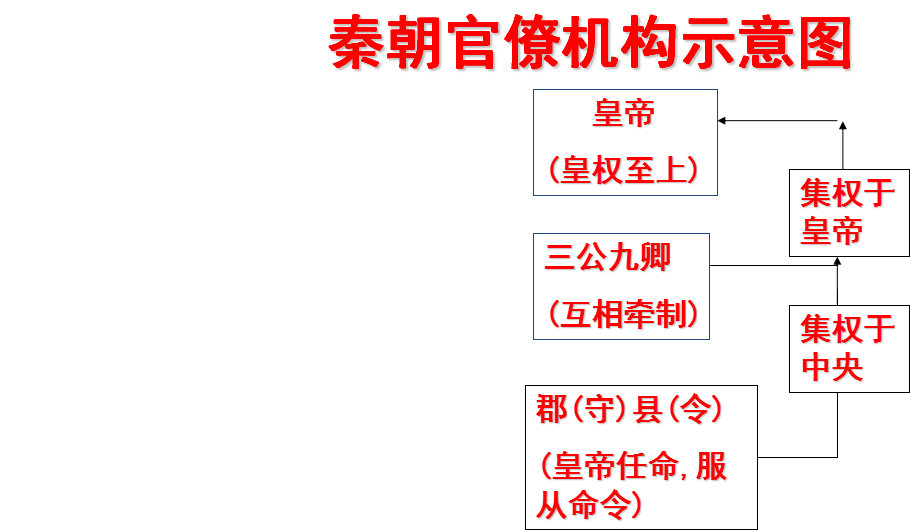 秦朝官僚机构示意图
皇帝
(皇权至上)
集权于
皇帝
三公九卿
(互相牵制)
集权于
中央
郡(守)县(令)
(皇帝任命,服
从命令)